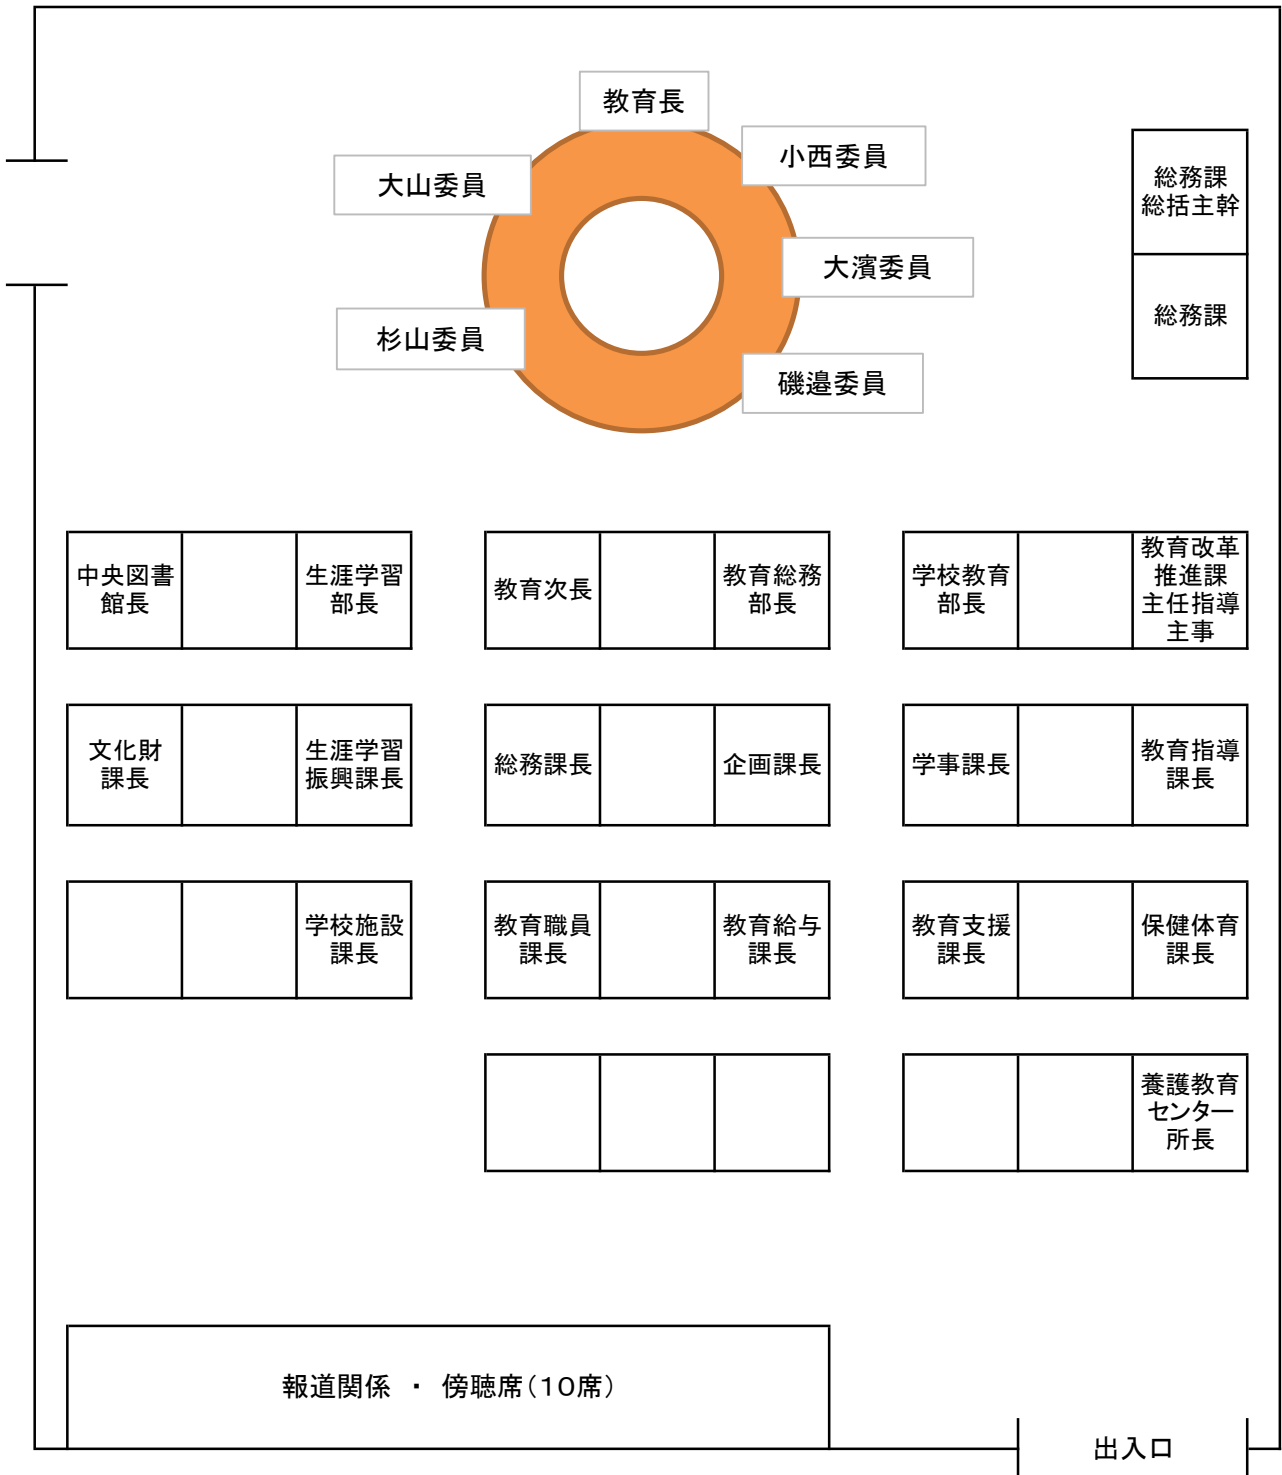 教育長
小西委員
大山委員
大濱委員
杉山委員
磯邉委員
総務課
総括主幹
総務課
中央図書
館長
生涯学習
部長
教育次長
教育総務
部長
学校教育
部長
教育改革
推進課
主任指導
主事
文化財
課長
生涯学習
振興課長
総務課長
企画課長
学事課長
教育指導
課長
学校施設
課長
教育職員
課長
教育給与
課長
教育支援
課長
保健体育
課長
養護教育
センター
所長
報道関係 ・ 傍聴席(10席)
出入口